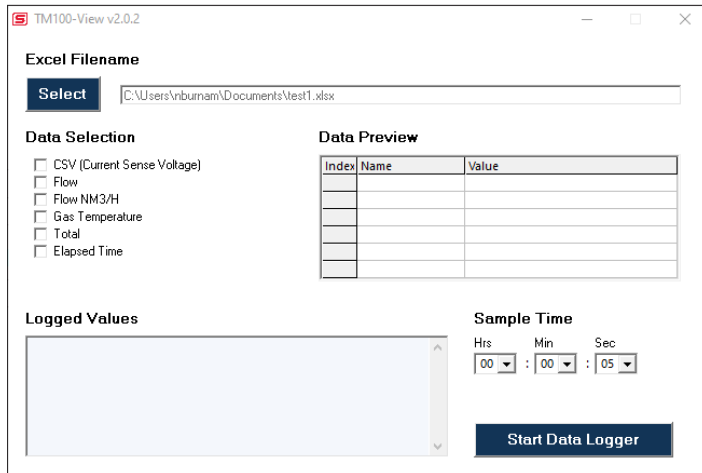 S TM100-View v2.0.2
Excel Filename
Select C:\Users\nburnam\Documents\test1.xlsx
Data Selection
CSV (Current Sense Voltage)
Flow
Flow NM3/H
Gas Temperature
Total
Elapsed Time
Data Preview
Index Name Value
Logged Values
Sample Time
Hrs Min Sec
00 : 00 : 05
Start Data Logger